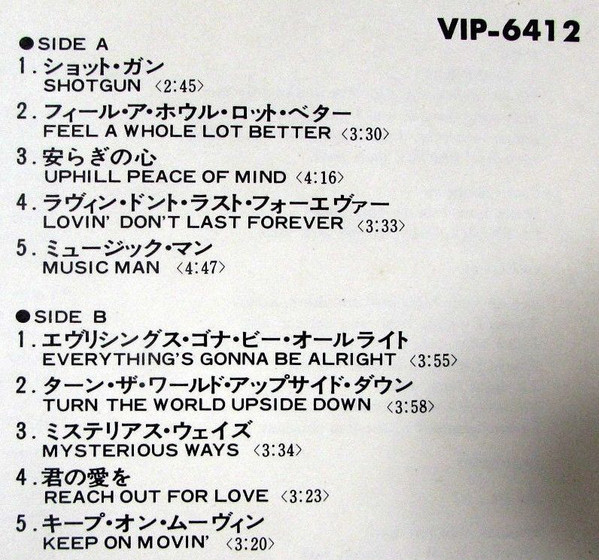 VIP-6412
●SIDE A
1. ショット・ガン
SHOTGUN 〈2:45〉
2. フィール・ア・ホウル・ロット・ベター
FEEL A WHOLE LOT BETTER 〈3:30〉
3. 安らぎの心
UPHILL PEACE OF MIND 〈4:16〉
4. ラヴィン・ドント・ラスト・フォーエヴァー
LOVIN' DON'T LAST FOREVER 〈3:33〉
5. ミュージック・マン
MUSIC MAN 〈4:47〉
●SIDE B
1. エヴリシングス・ゴナ・ビー・オールライト
EVERYTHING'S GONNA BE ALRIGHT 〈3:55〉
2. ターン・ザ・ワールド・アップサイド・ダウン
TURN THE WORLD UPSIDE DOWN 〈3:58〉
3. ミステリアス・ウェイズ
MYSTERIOUS WAYS 〈3:34〉
4. 君の愛を
REACH OUT FOR LOVE 〈3:23〉
5. キープ・オン・ムーヴィン
KEEP ON MOVIN' 〈3:20〉